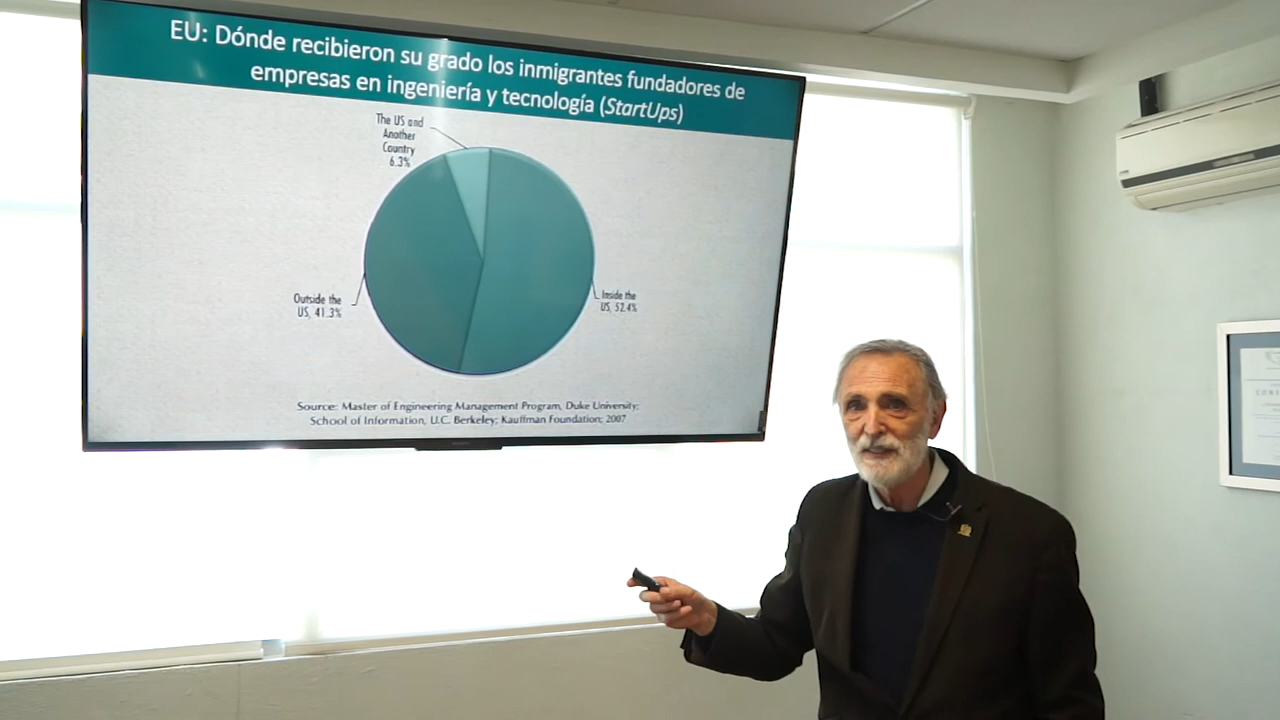 EU: Dónde recibieron su grado los inmigrantes fundadores de
empresas en ingeniería y tecnología (StartUps)
The US and
Another
Country
6.3%
Outside the
US, 41.3%
Inside the
US, 52.4%
Source: Master of Engineering Management Program, Duke University;
School of Information, U.C. Berkeley; Kauffman Foundation; 2007